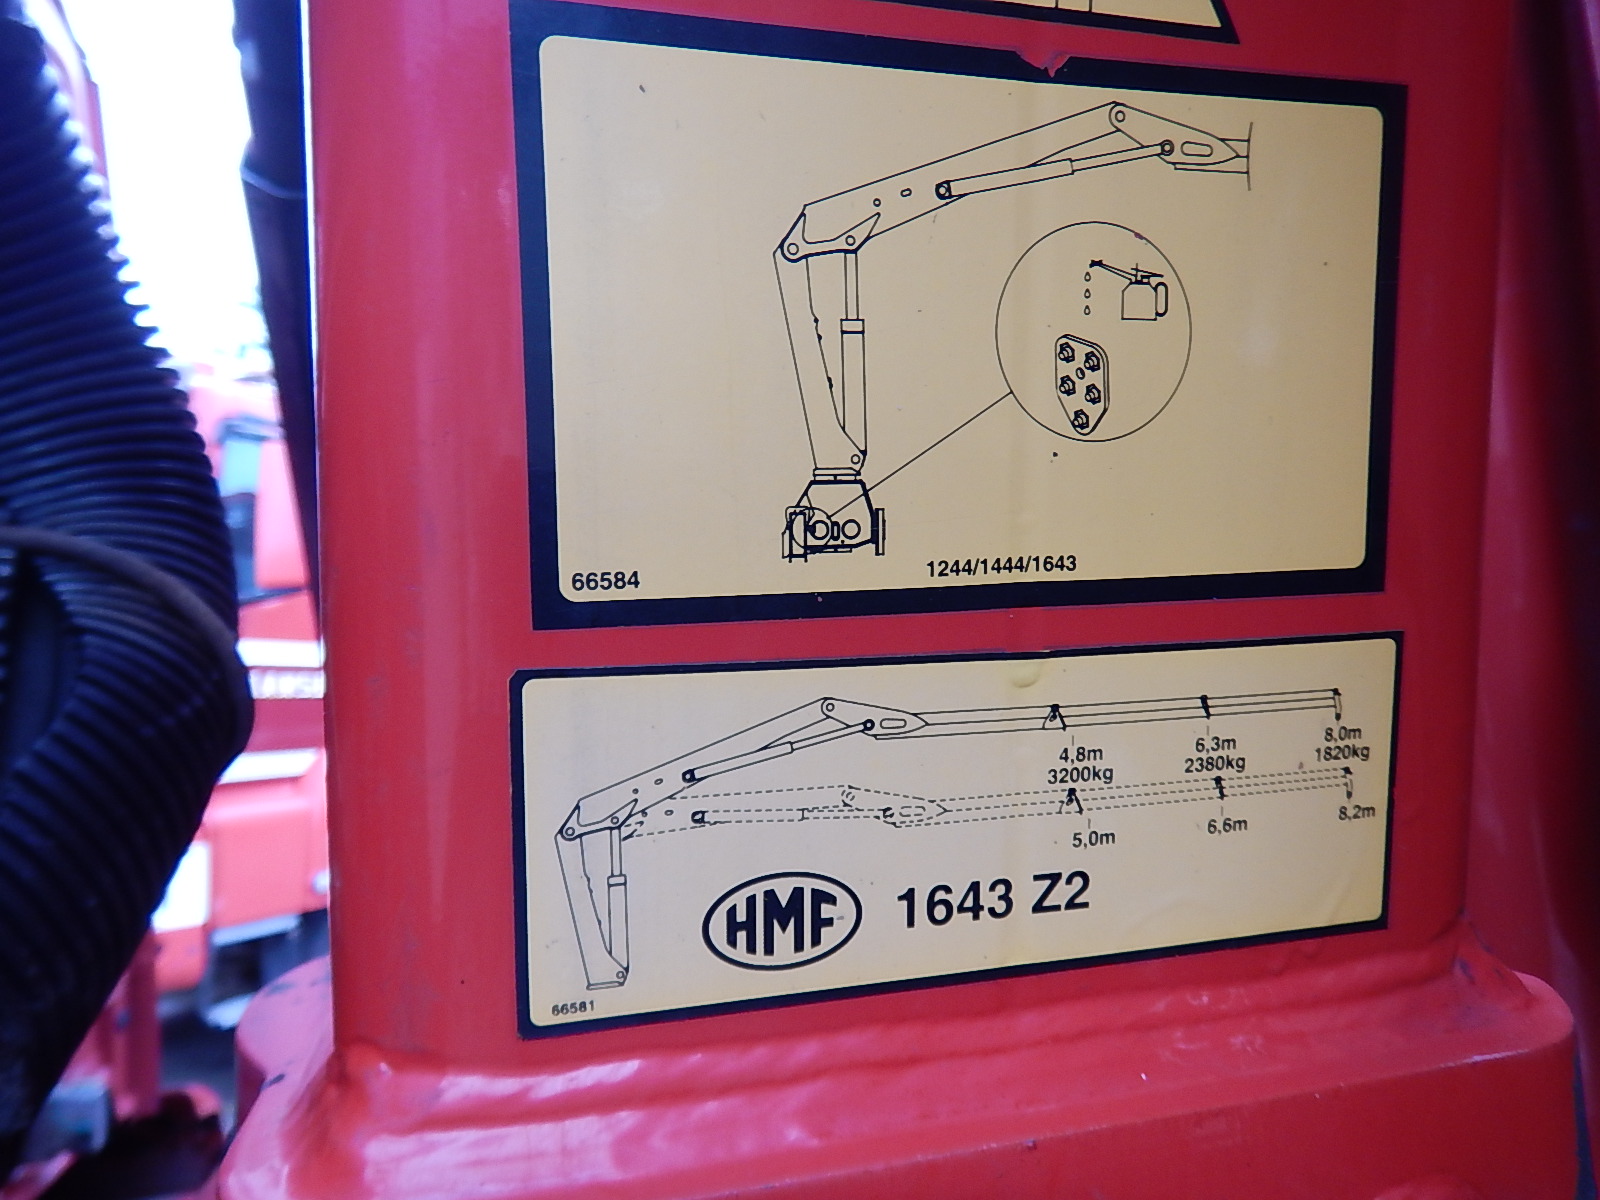 66584
1244/1444/1643
4,8m
3200kg
6,3m
2380kg
8,0m
1820kg
5,0m
6,6m
8,2m
HMF
1643 Z2
66581